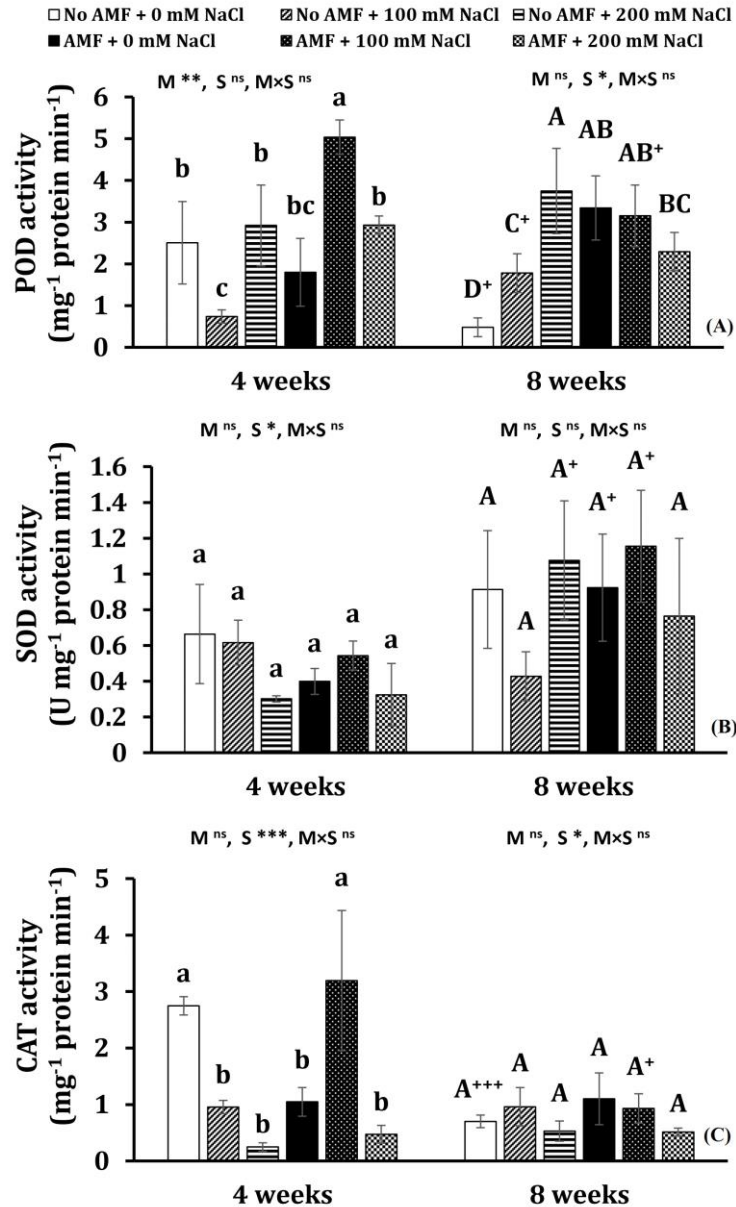 No AMF + 0 mM NaCl No AMF + 100 mM NaCl No AMF + 200 mM NaCl
AMF + 0 mM NaCl AMF + 100 mM NaCl AMF + 200 mM NaCl
M **, S ns, M×S ns
M ns, S *, M×S ns
POD activity
(mg-1 protein min-1)
6
5
4
3
2
1
0
b
c
b
bc
a
b
D+
C+
A
AB
AB+
BC
(A)
4 weeks
8 weeks
M ns, S *, M×S ns
M ns, S ns, M×S ns
SOD activity
(U mg-1 protein min-1)
1.6
1.4
1.2
1
0.8
0.6
0.4
0.2
0
a
a
a
a
a
a
A
A
A+
A+
A+
A
(B)
4 weeks
8 weeks
M ns, S ***, M×S ns
M ns, S *, M×S ns
CAT activity
(mg-1 protein min-1)
5
4
3
2
1
0
a
b
b
b
a
b
A+++
A
A
A
A+
A
(C)
4 weeks
8 weeks